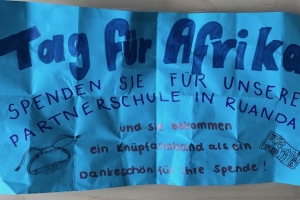 Tag für Afrika
SPENDEN SIE FÜR UNSERE
PARTNERSCHULE IN RUANDA
und sie bekommen
ein Knüpfarmband als ein
Dankeschön für Ihre Spende!